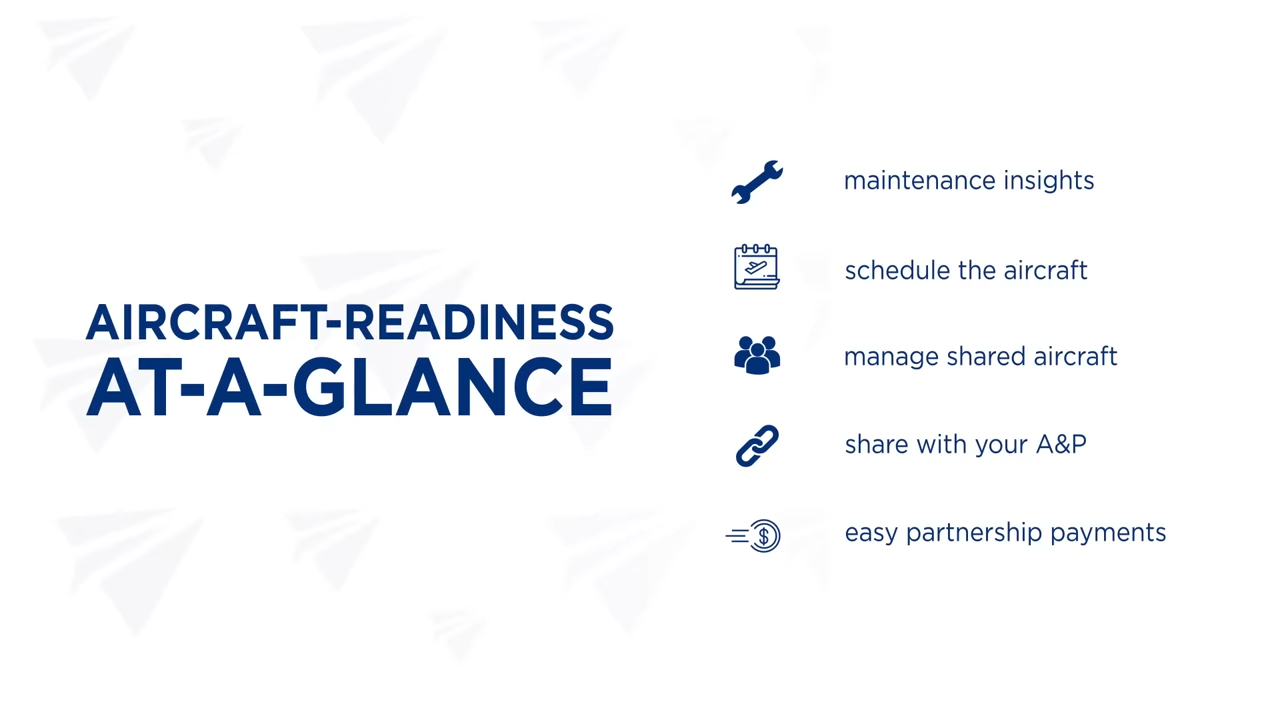 AIRCRAFT-READINESS
AT-A-GLANCE
maintenance insights
schedule the aircraft
manage shared aircraft
share with your A&P
$ easy partnership payments